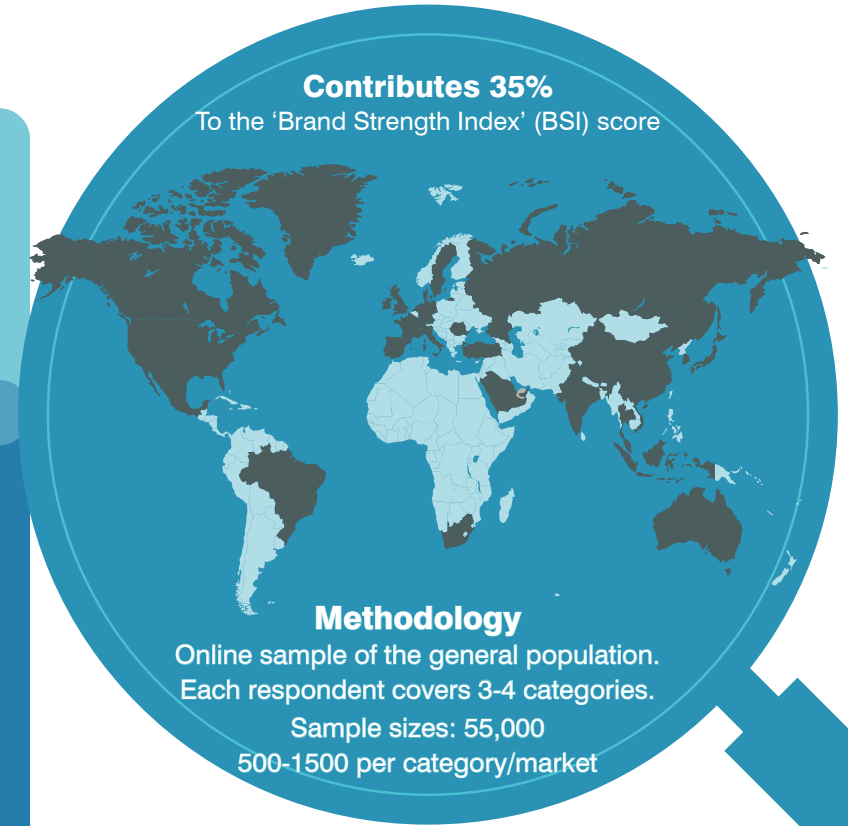 Contributes 35%
To the ‘Brand Strength Index’ (BSI) score
Methodology
Online sample of the general population.
Each respondent covers 3-4 categories.
Sample sizes: 55,000
500-1500 per category/market